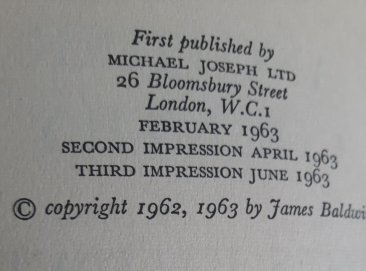 First published by
MICHAEL JOSEPH LTD
26 Bloomsbury Street
London, W.C.1
FEBRUARY 1963
SECOND IMPRESSION APRIL 1963
THIRD IMPRESSION JUNE 1963
© copyright 1962, 1963 by James Baldwi